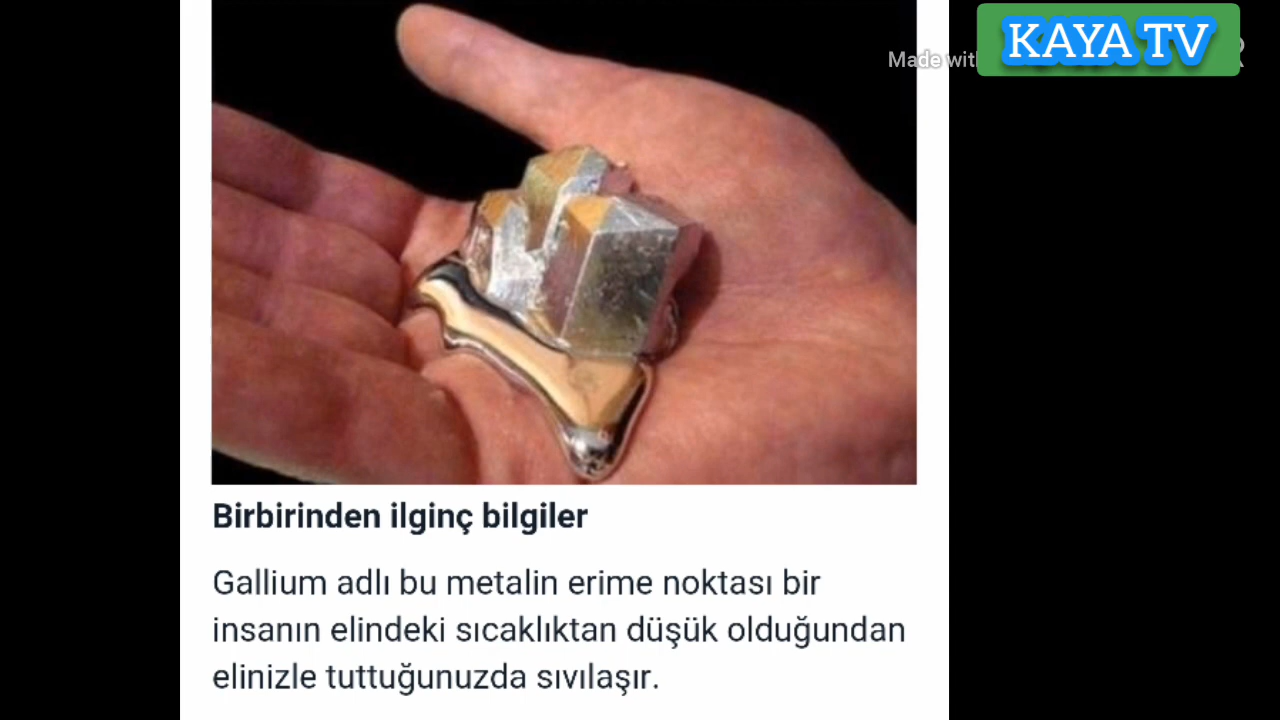 KAYA TV
Made wit
Birbirinden ilginç bilgiler
Gallium adlı bu metalin erime noktası bir
insanın elindeki sıcaklıktan düşük olduğundan
elinizle tuttuğunuzda sıvılaşır.